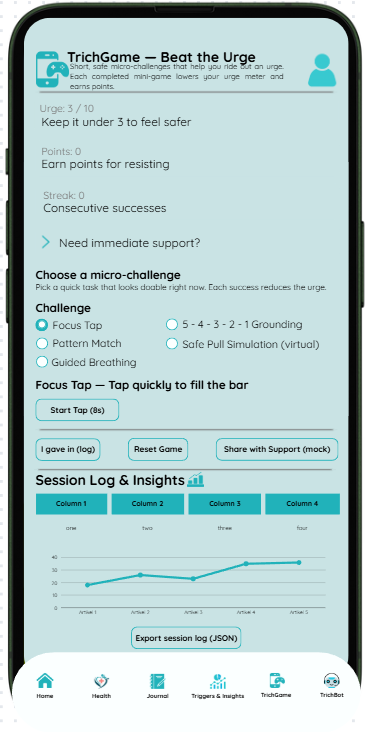 TrichGame — Beat the Urge
Short, safe micro-challenges that help you ride out an urge.
Each completed mini-game lowers your urge meter and
earns points.
Urge: 3 / 10
Keep it under 3 to feel safer
Points: 0
Earn points for resisting
Streak: 0
Consecutive successes
Need immediate support?
Choose a micro-challenge
Pick a quick task that looks doable right now. Each success reduces the urge.
Challenge
Focus Tap
5 - 4 - 3 - 2 - 1 Grounding
Pattern Match
Safe Pull Simulation (virtual)
Guided Breathing
Focus Tap — Tap quickly to fill the bar
Start Tap (8s)
I gave in (log) Reset Game Share with Support (mock)
Session Log & Insights
Column 1 Column 2 Column 3 Column 4
one two three four
40
30
20
10
0
Artikel 1 Artikel 2 Artikel 3 Artikel 4 Artikel 5
Export session log (JSON)
Home Health Journal Triggers & Insights TrichGame TrichBot